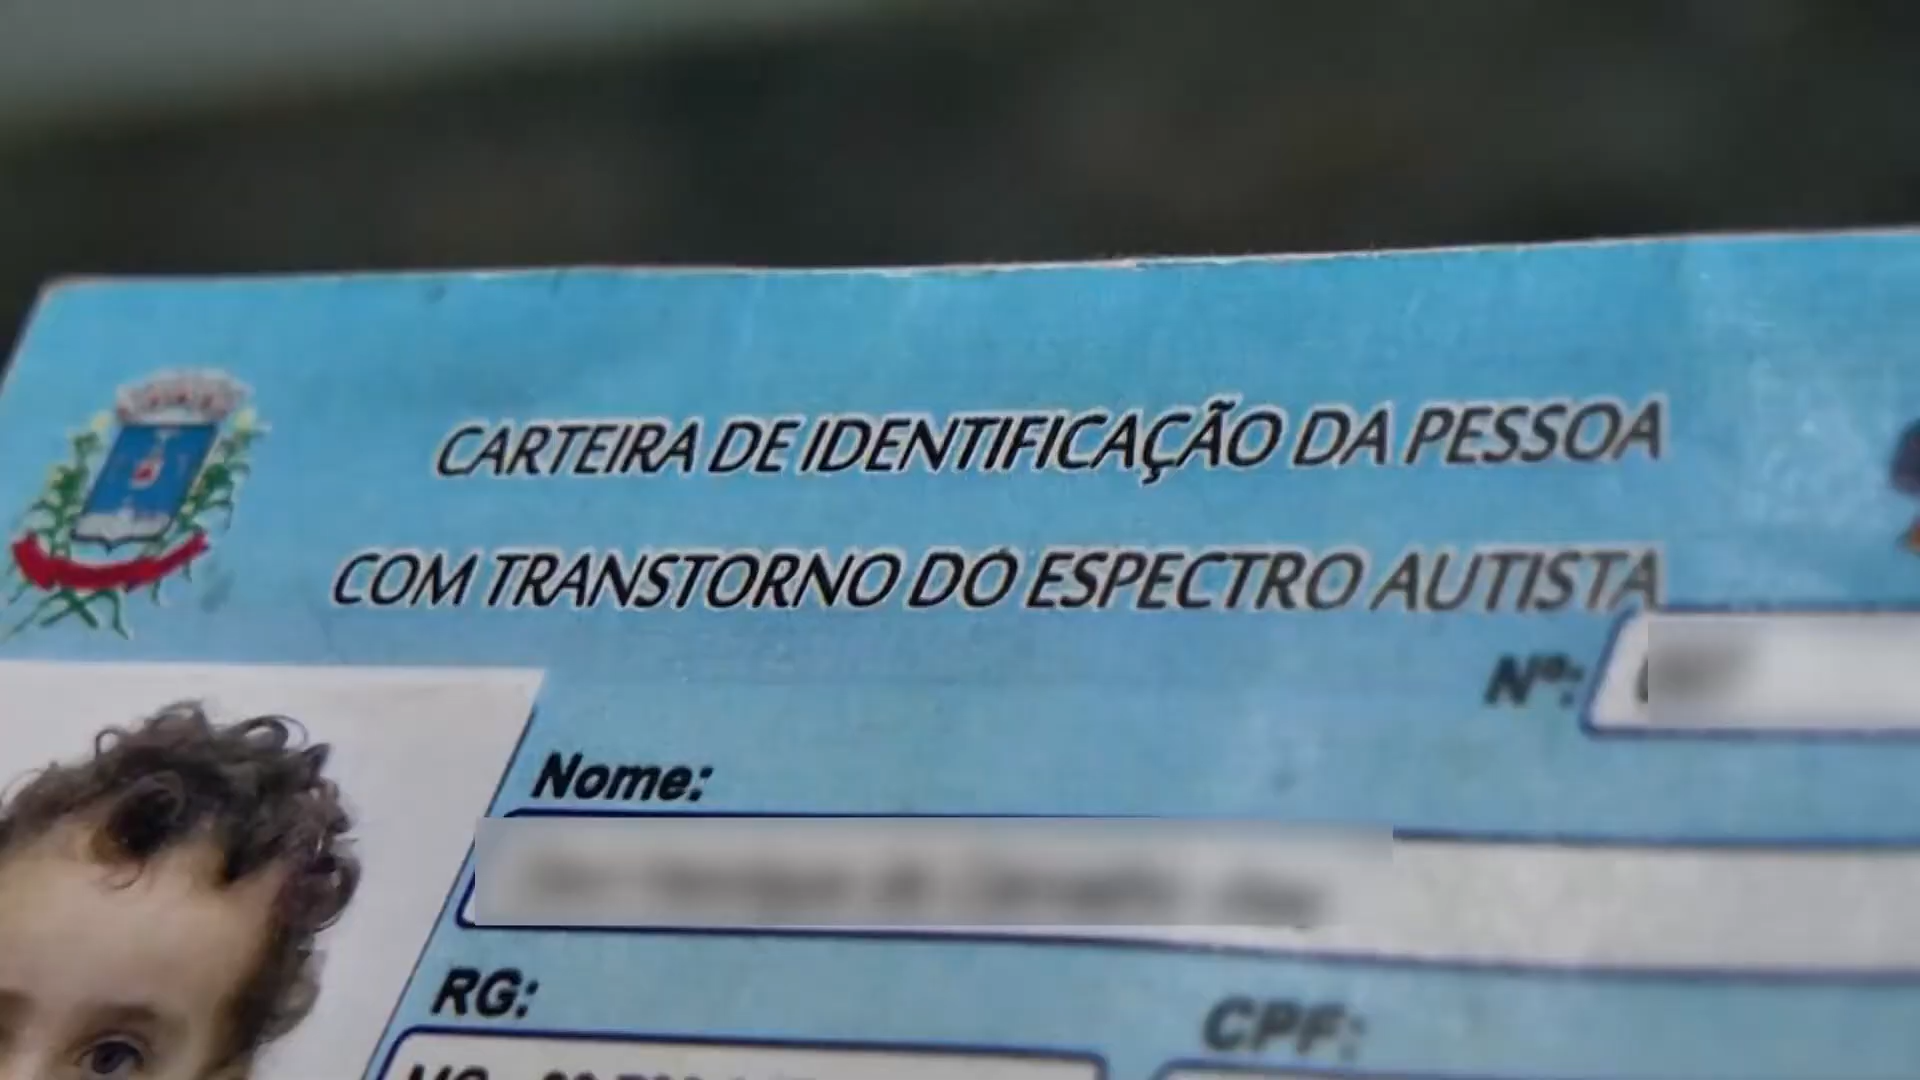 CARTEIRA DE IDENTIFICAÇÃO DA PESSOA
COM TRANSTORNO DO ESPECTRO AUTISTA
Nº:
Nome:
RG:
CPF: